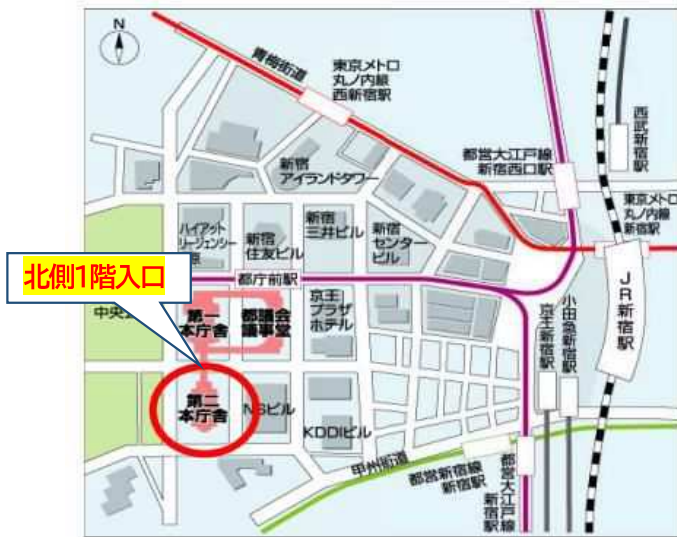 N
青梅街道
東京メトロ
丸ノ内線
西新宿駅
西武新宿駅
都営大江戸線
新宿西口駅
新宿
アイランドタワー
東京メトロ
丸ノ内線
新宿駅
ハイアット
リージェンシー
京
新宿
住友ビル
新宿
三井ビル
新宿
センター
ビル
北側1階入口
都庁前駅
JR新宿駅
中央
第一
本庁舎
都議会
議事堂
京王
プラザ
ホテル
京王新宿駅
小田急新宿駅
第二
本庁舎
NSビル
KDDIビル
甲州街道
都営新宿線
新宿駅
都営大江戸線
新宿駅